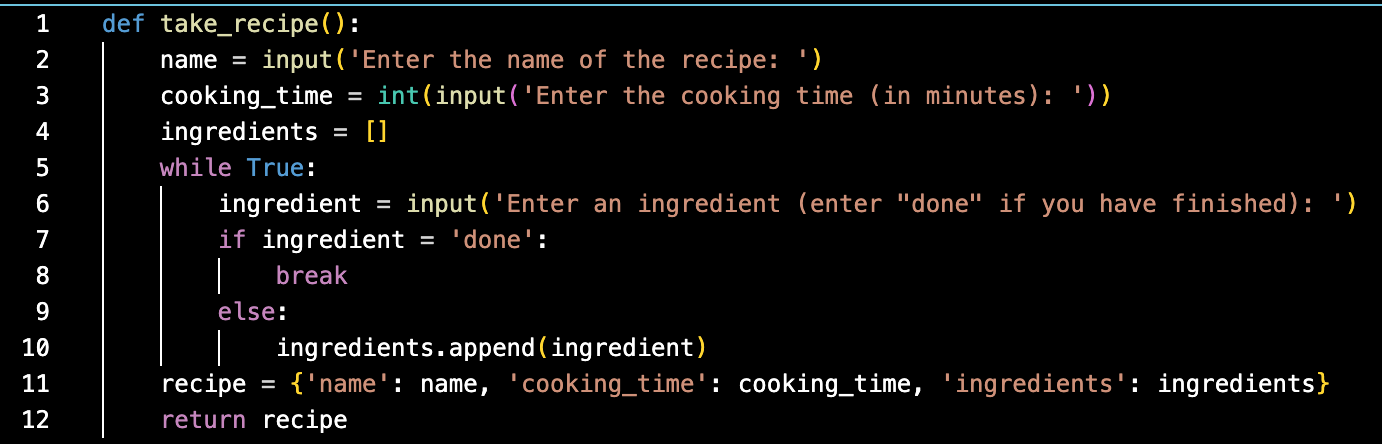 1 def take_recipe():
2     name = input('Enter the name of the recipe: ')
3     cooking_time = int(input('Enter the cooking time (in minutes): '))
4     ingredients = []
5     while True:
6         ingredient = input('Enter an ingredient (enter "done" if you have finished): ')
7         if ingredient = 'done':
8             break
9         else:
10             ingredients.append(ingredient)
11     recipe = {'name': name, 'cooking_time': cooking_time, 'ingredients': ingredients}
12     return recipe